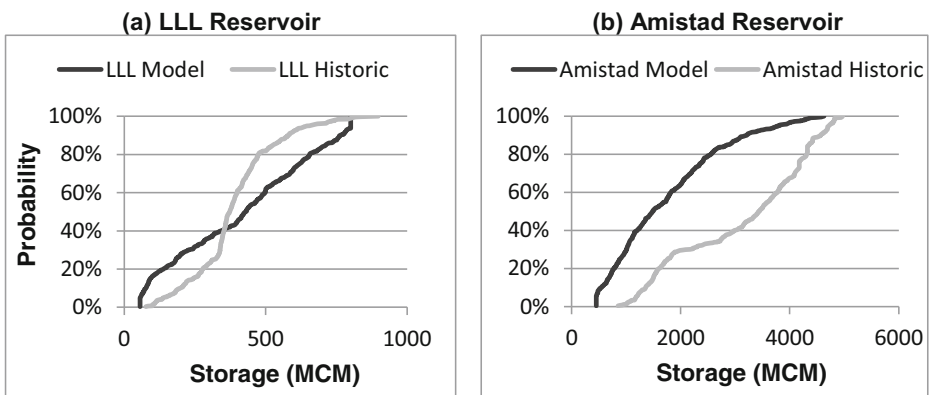 (a) LLL Reservoir
LLL Model LLL Historic
100%
80%
60%
40%
20%
0%
Probability
0 500 1000
Storage (MCM)
(b) Amistad Reservoir
Amistad Model Amistad Historic
100%
80%
60%
40%
20%
0%
0 2000 4000 6000
Storage (MCM)